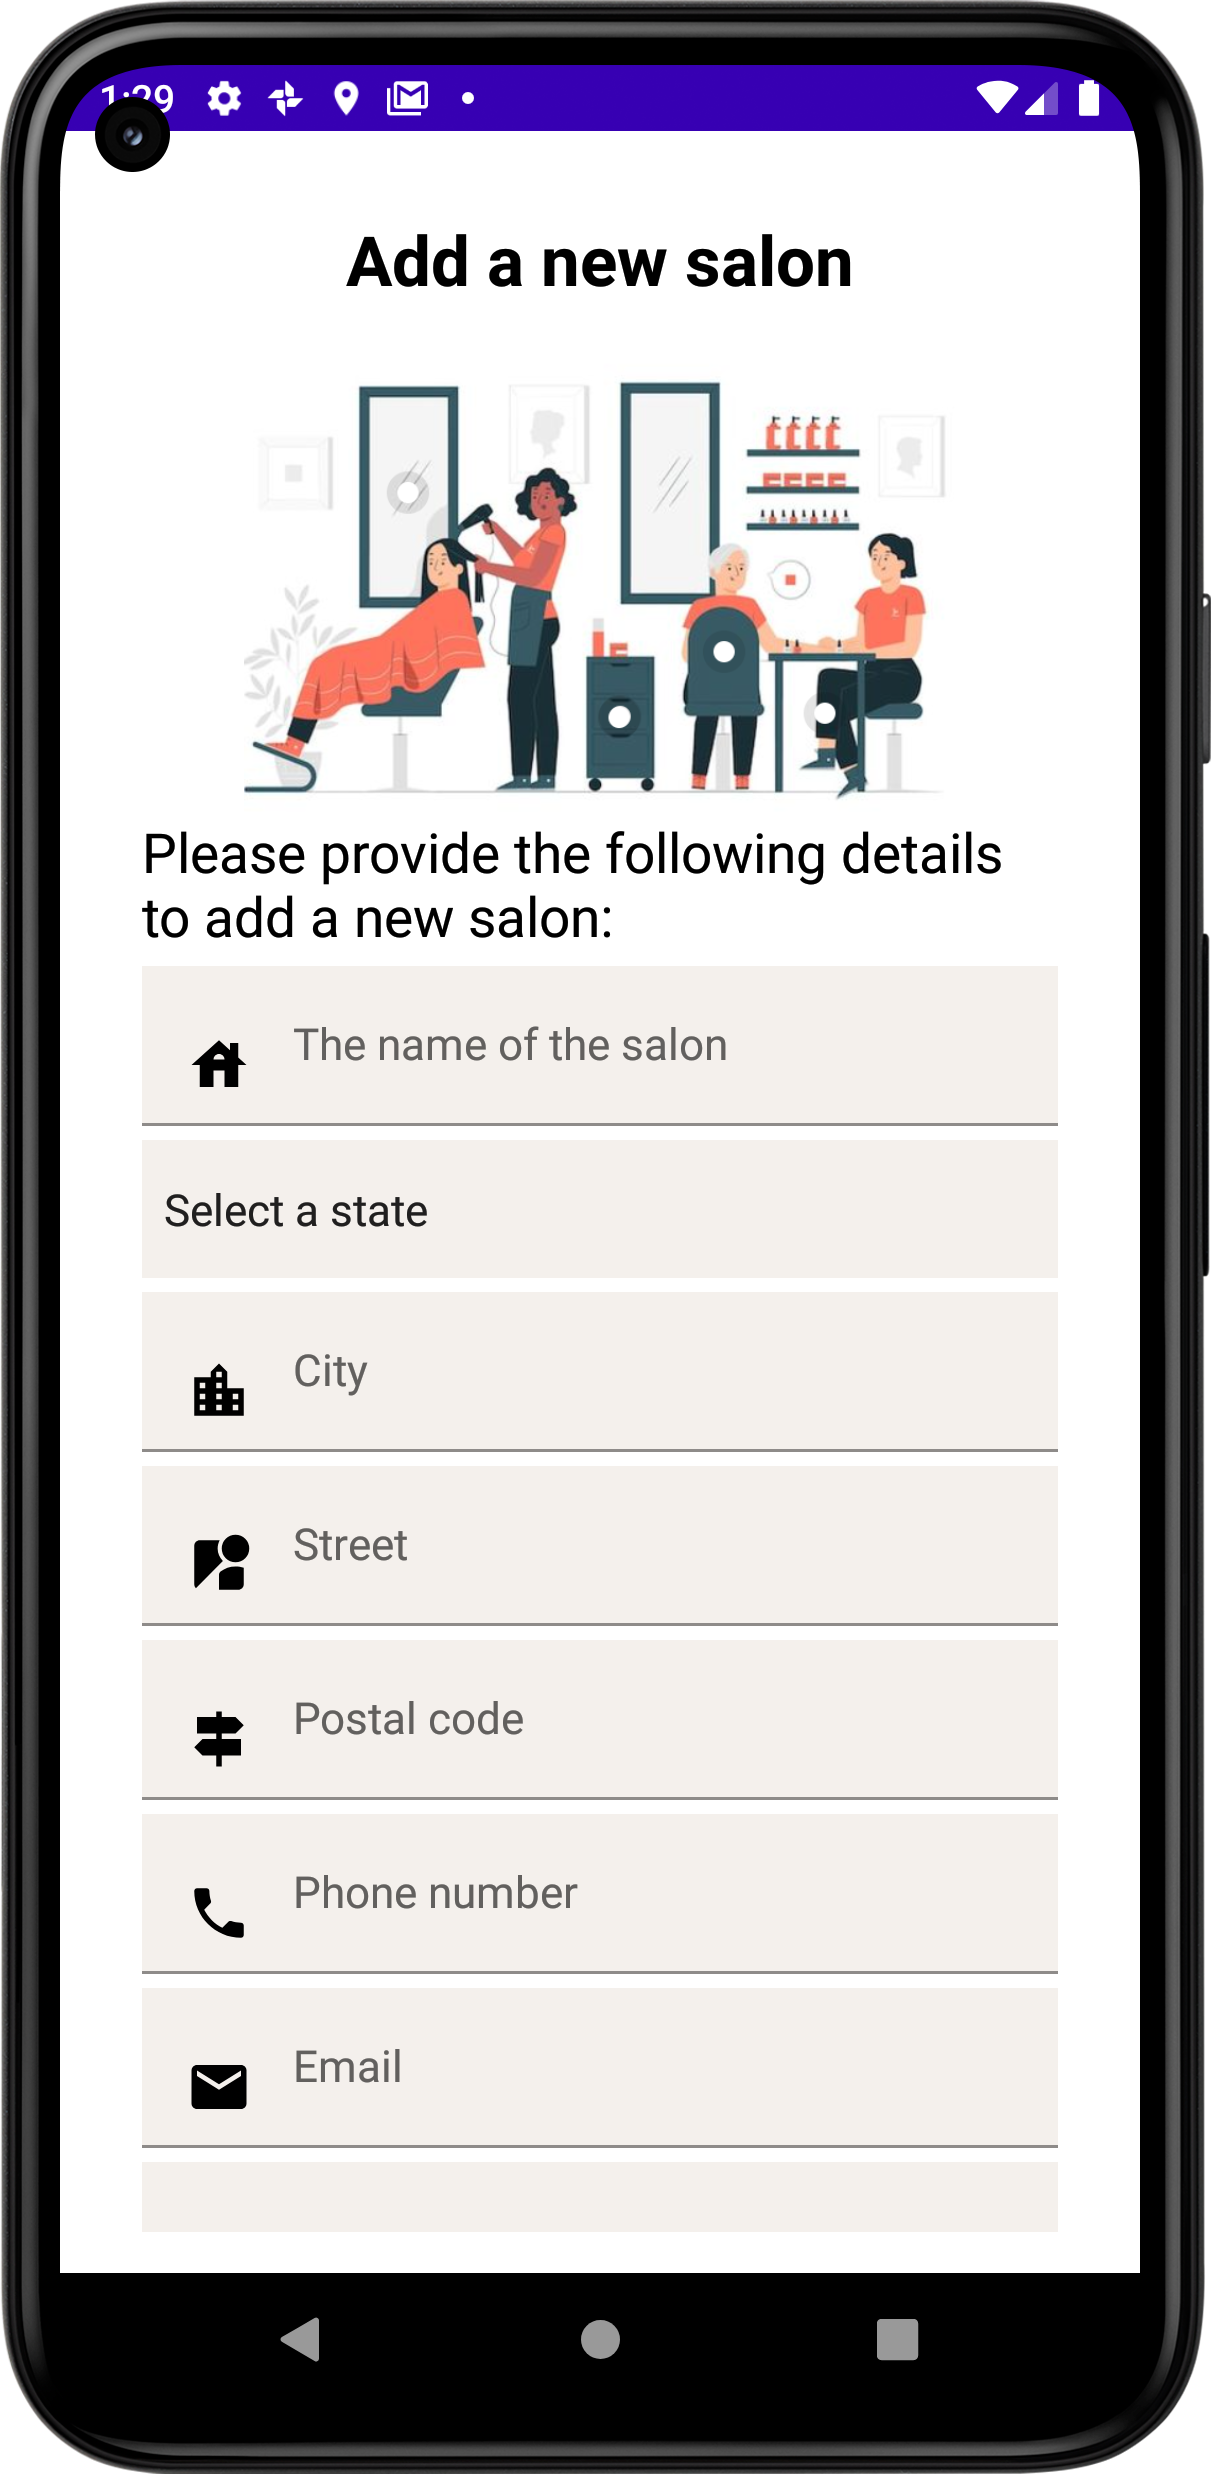 1:29
Add a new salon
Please provide the following details
to add a new salon:
The name of the salon
Select a state
City
Street
Postal code
Phone number
Email